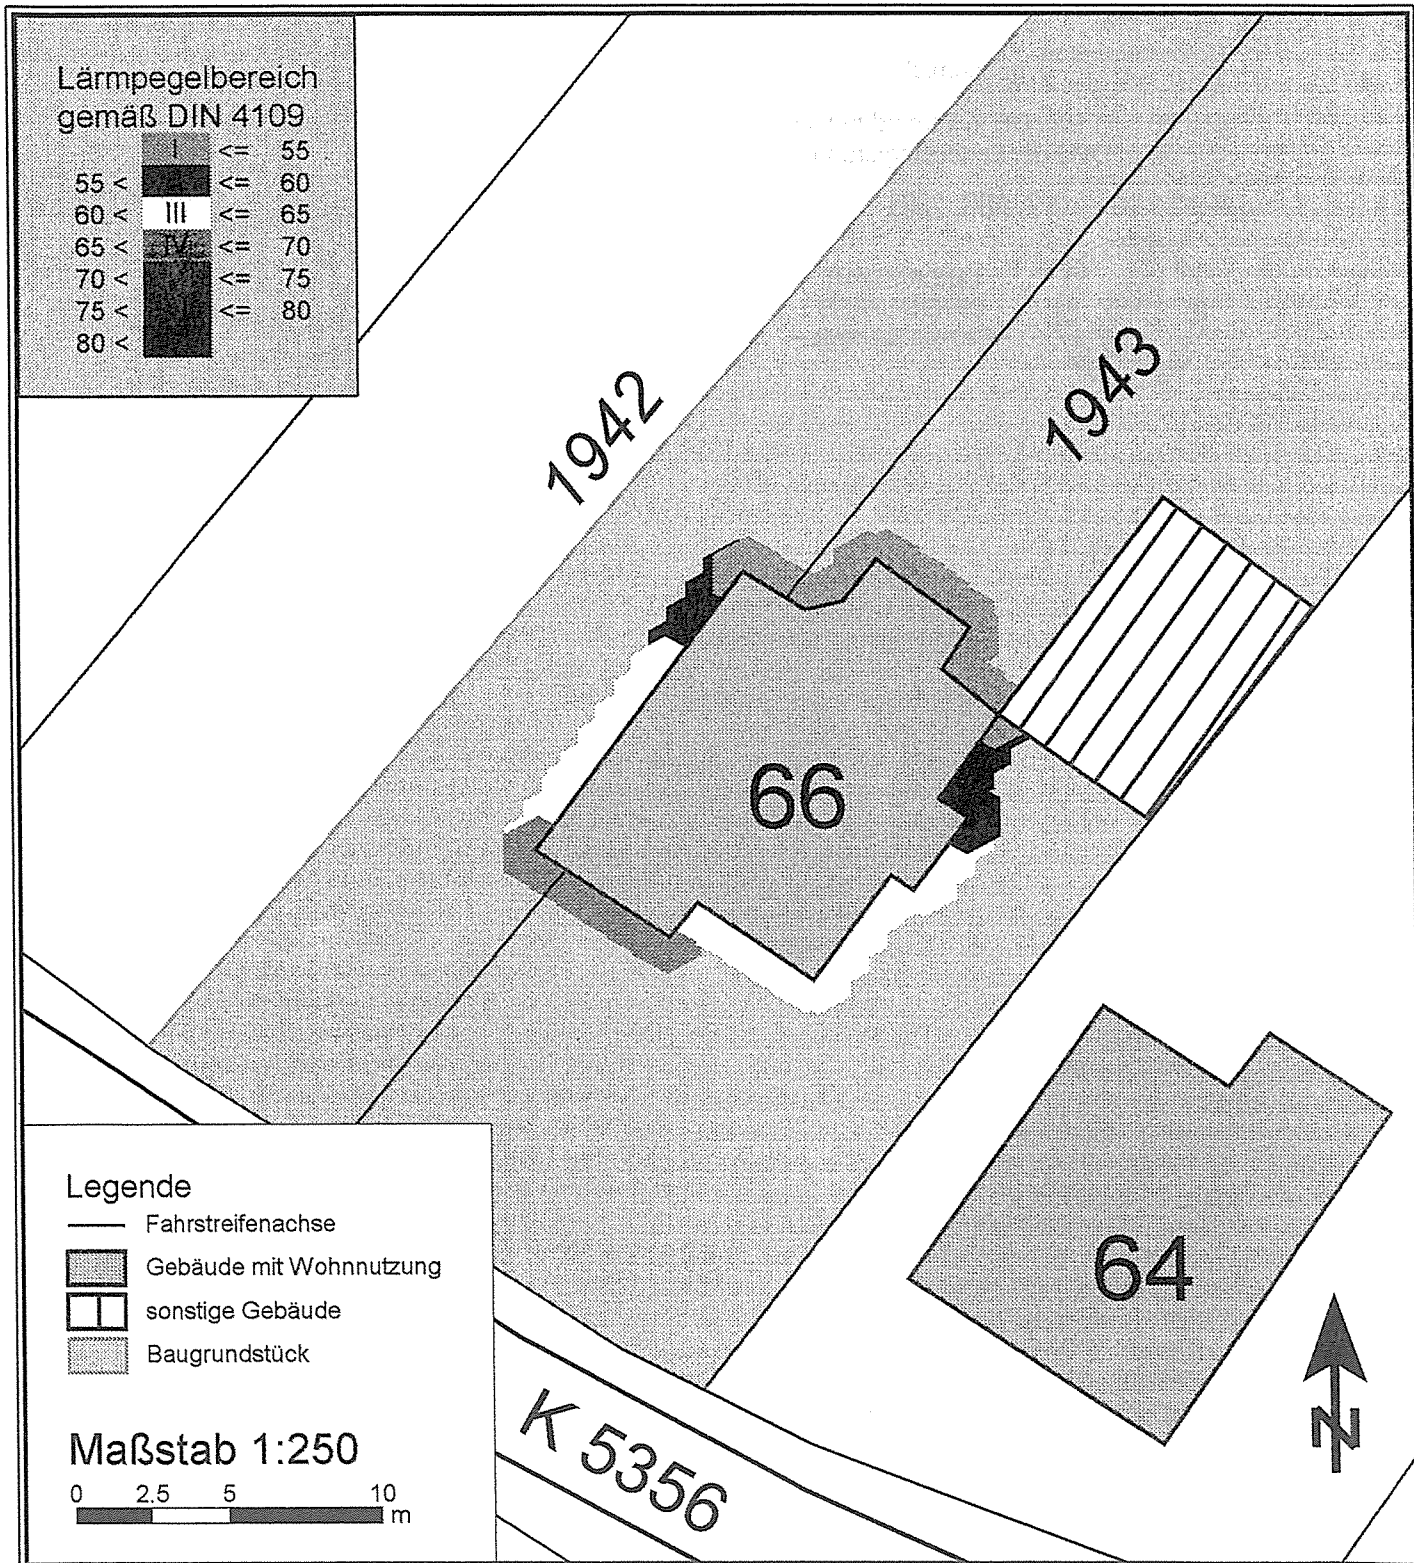 Lärmpegelbereich
gemäß DIN 4109
I <= 55
55 < <= 60
60 < III <= 65
65 < IV <= 70
70 < <= 75
75 < <= 80
80 <
1942
1943
66
64
Legende
Fahrstreifenachse
Gebäude mit Wohnnutzung
sonstige Gebäude
Baugrundstück
Maßstab 1:250
0 2.5 5 10
m
K 5356
N